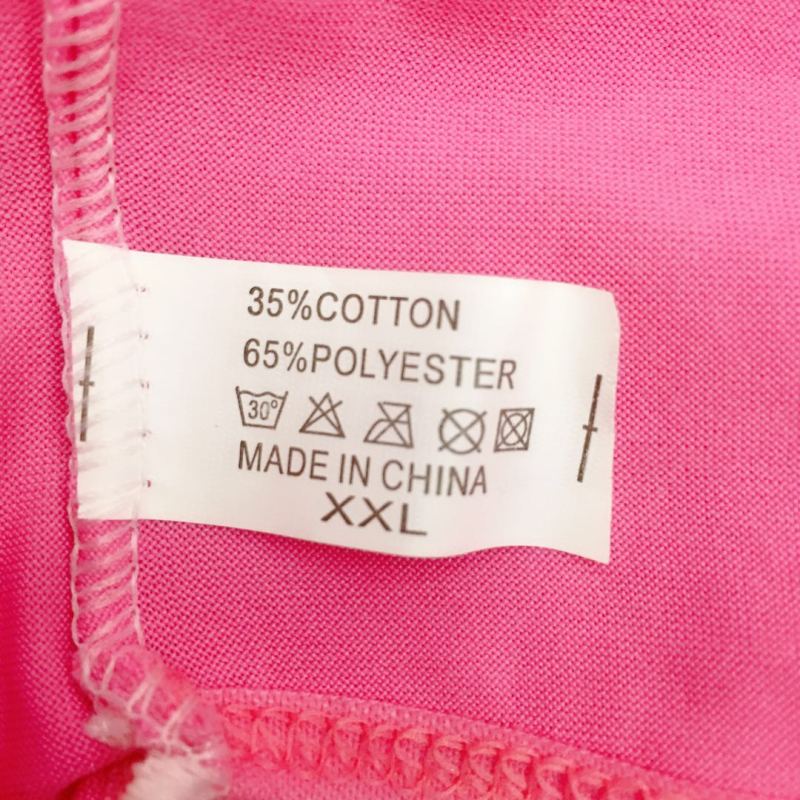 35%COTTON
65%POLYESTER
30°
MADE IN CHINA
XXL